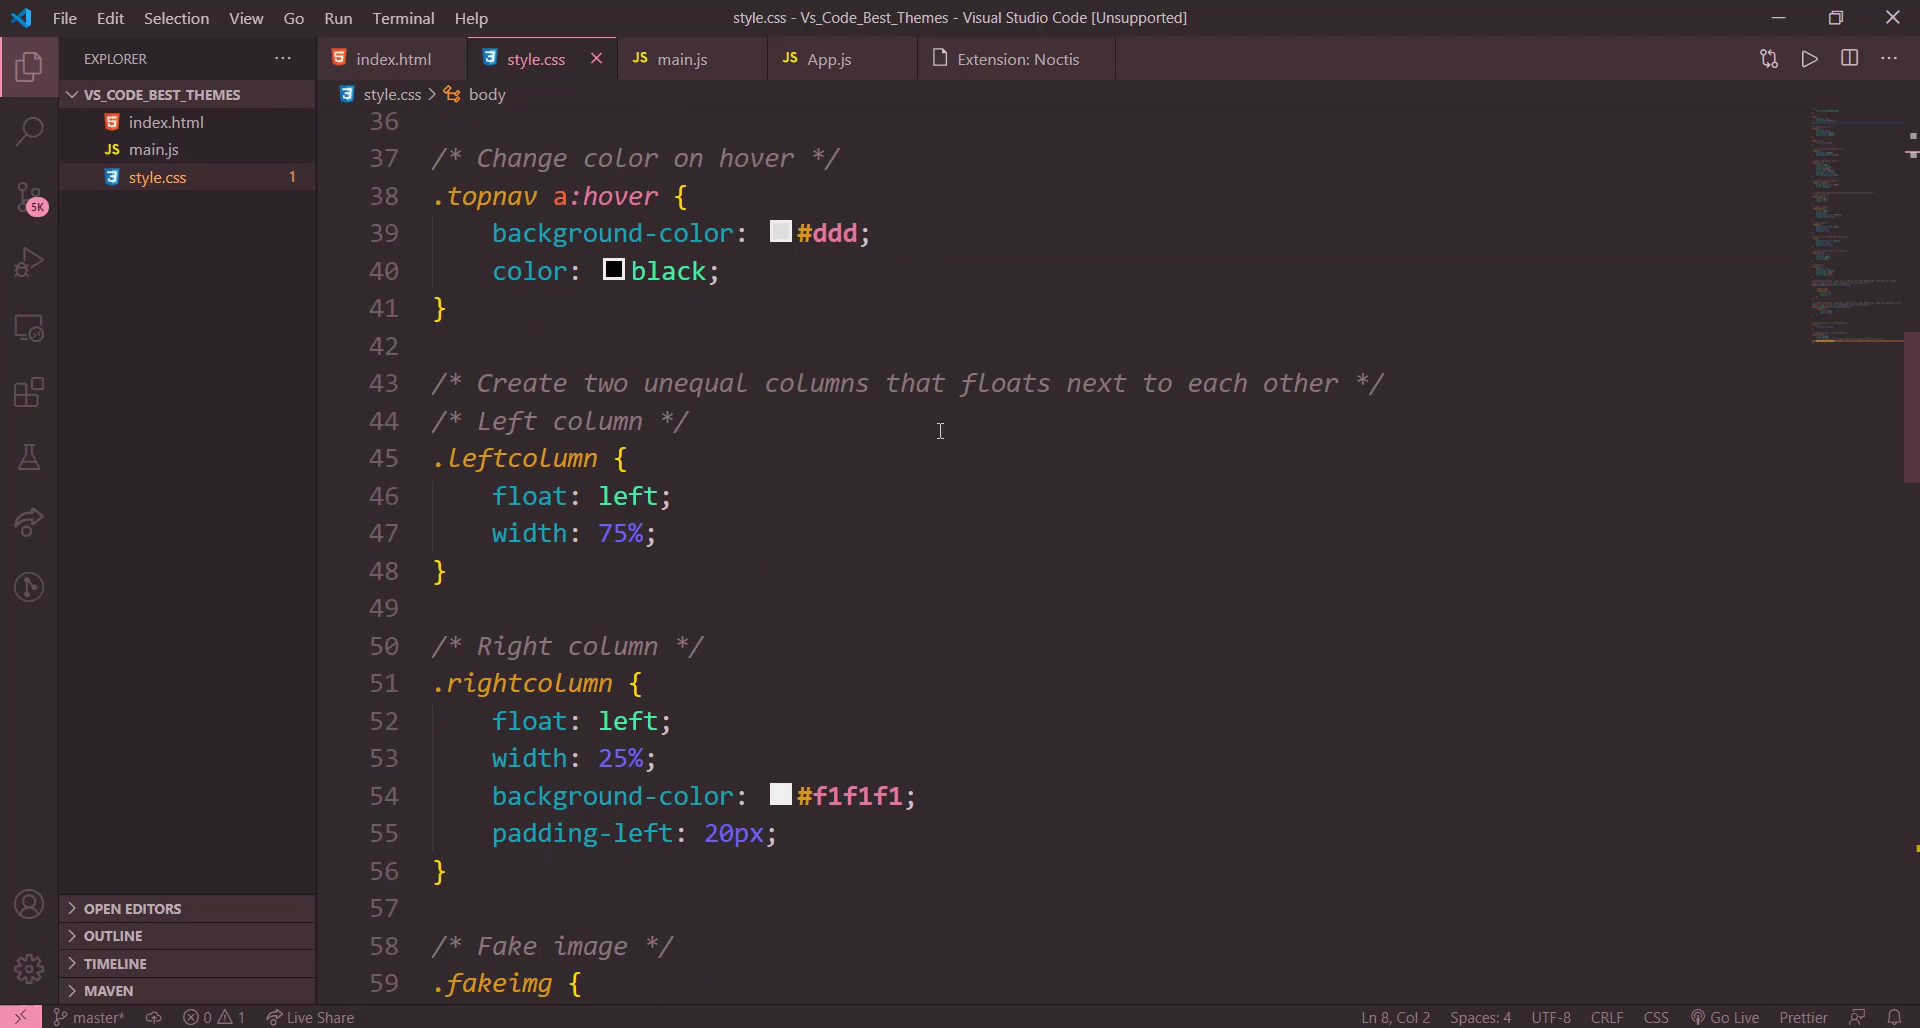 File Edit Selection View Go Run Terminal Help
style.css - Vs_Code_Best_Themes - Visual Studio Code [Unsupported]
EXPLORER
index.html
style.css
JS main.js
JS App.js
Extension: Noctis
VS_CODE_BEST_THEMES
index.html
JS main.js
style.css 1
5K
style.css > body
36
37 /* Change color on hover */
38 .topnav a:hover {
39 background-color: #ddd;
40 color: black;
41 }
42
43 /* Create two unequal columns that floats next to each other */
44 /* Left column */
45 .leftcolumn {
46 float: left;
47 width: 75%;
48 }
49
50 /* Right column */
51 .rightcolumn {
52 float: left;
53 width: 25%;
54 background-color: #f1f1f1;
55 padding-left: 20px;
56 }
57
58 /* Fake image */
59 .fakeimg {
OPEN EDITORS
OUTLINE
TIMELINE
MAVEN
master* 0 1 Live Share
Ln 8, Col 2 Spaces: 4 UTF-8 CRLF CSS Go Live Prettier